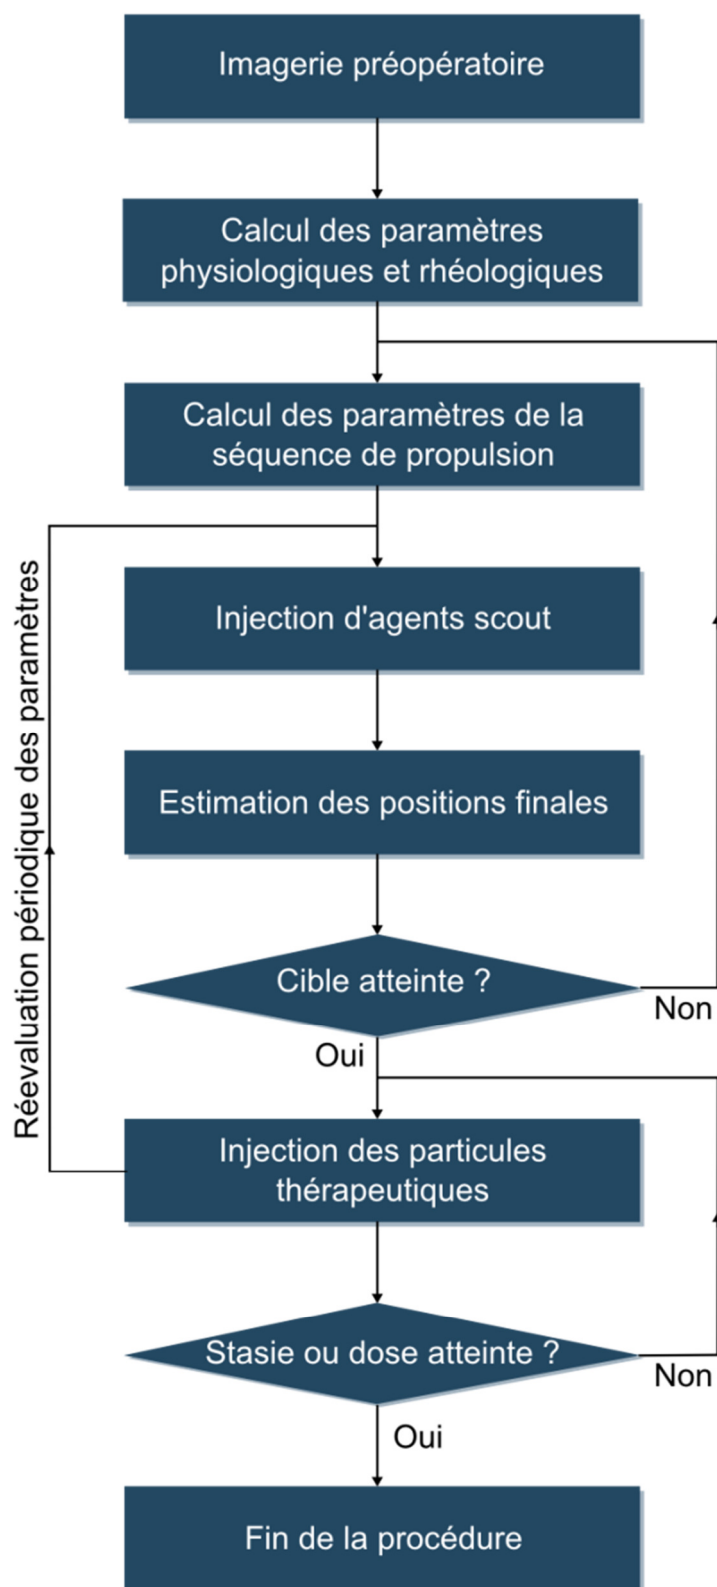 Imagerie préopératoire
Calcul des paramètres
physiologiques et rhéologiques
Calcul des paramètres de la
séquence de propulsion
Réevaluation périodique des paramètres
Injection d'agents scout
Estimation des positions finales
Cible atteinte ?
Non
Oui
Injection des particules
thérapeutiques
Stasie ou dose atteinte ?
Non
Oui
Fin de la procédure